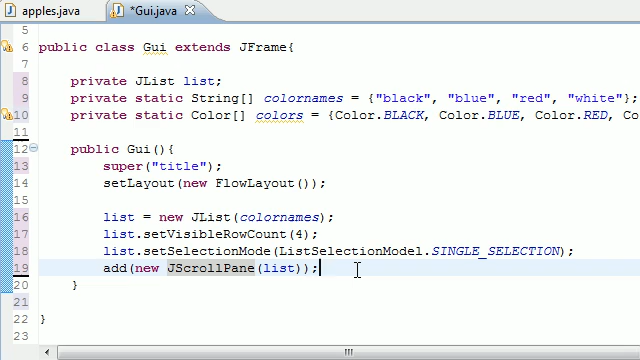 apples.java *Gui.java
5
6 public class Gui extends JFrame{
7
8 private JList list;
9 private static String[] colornames = {"black", "blue", "red", "white"};
10 private static Color[] colors = {Color.BLACK, Color.BLUE, Color.RED, Co
11
12 public Gui(){
13 super("title");
14 setLayout(new FlowLayout());
15
16 list = new JList(colornames);
17 list.setVisibleRowCount(4);
18 list.setSelectionMode(ListSelectionModel.SINGLE_SELECTION);
19 add(new JScrollPane(list));
20 }
21
22 }
23